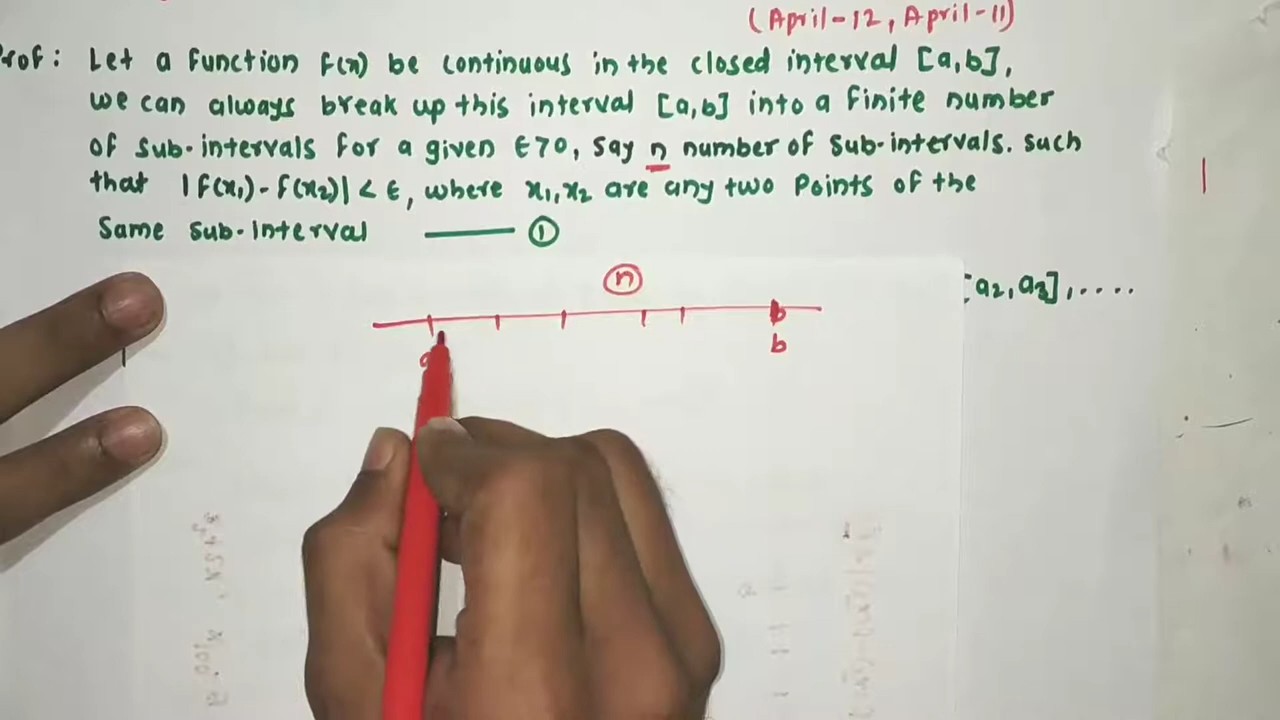 (April-12, April-11)
rof: Let a function f(x) be continuous in the closed interval [a,b],
we can always break up this interval [a,b] into a finite number
of sub-intervals for a given ε>0, say n number of sub-intervals. such
that |f(x₁)-f(x₂)|<ε, where x₁,x₂ are any two points of the
same sub-interval ——— ①
[a₂,a₃],....
n
a
b